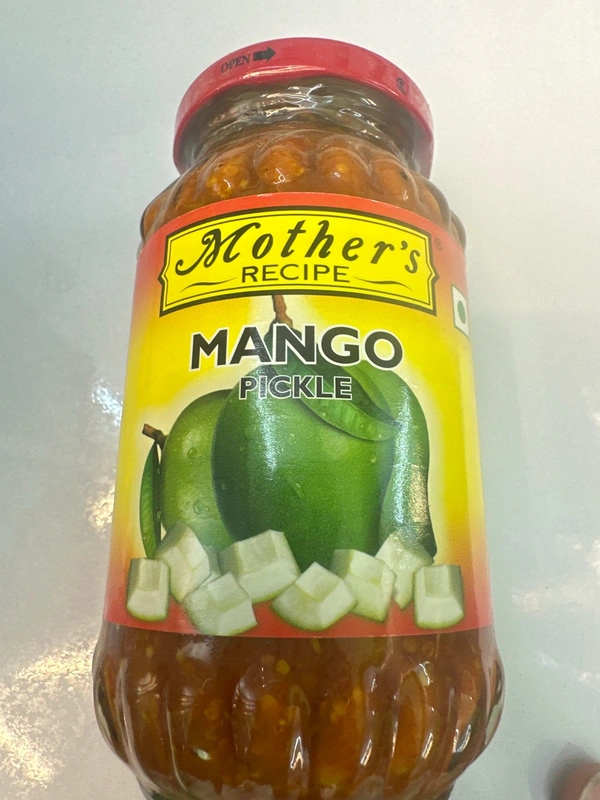 OPEN
Mother's
RECIPE
®
MANGO
PICKLE